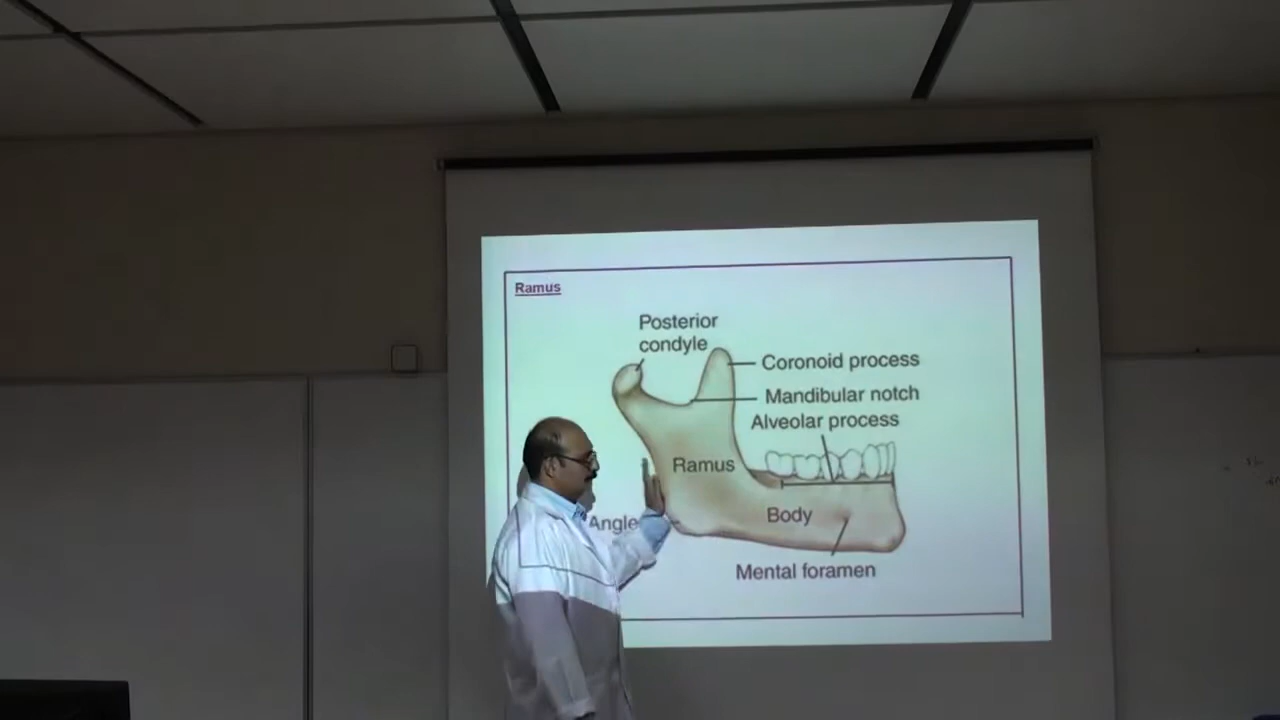 Ramus
Posterior
condyle
Coronoid process
Mandibular notch
Alveolar process
Ramus
Body
Angle
Mental foramen